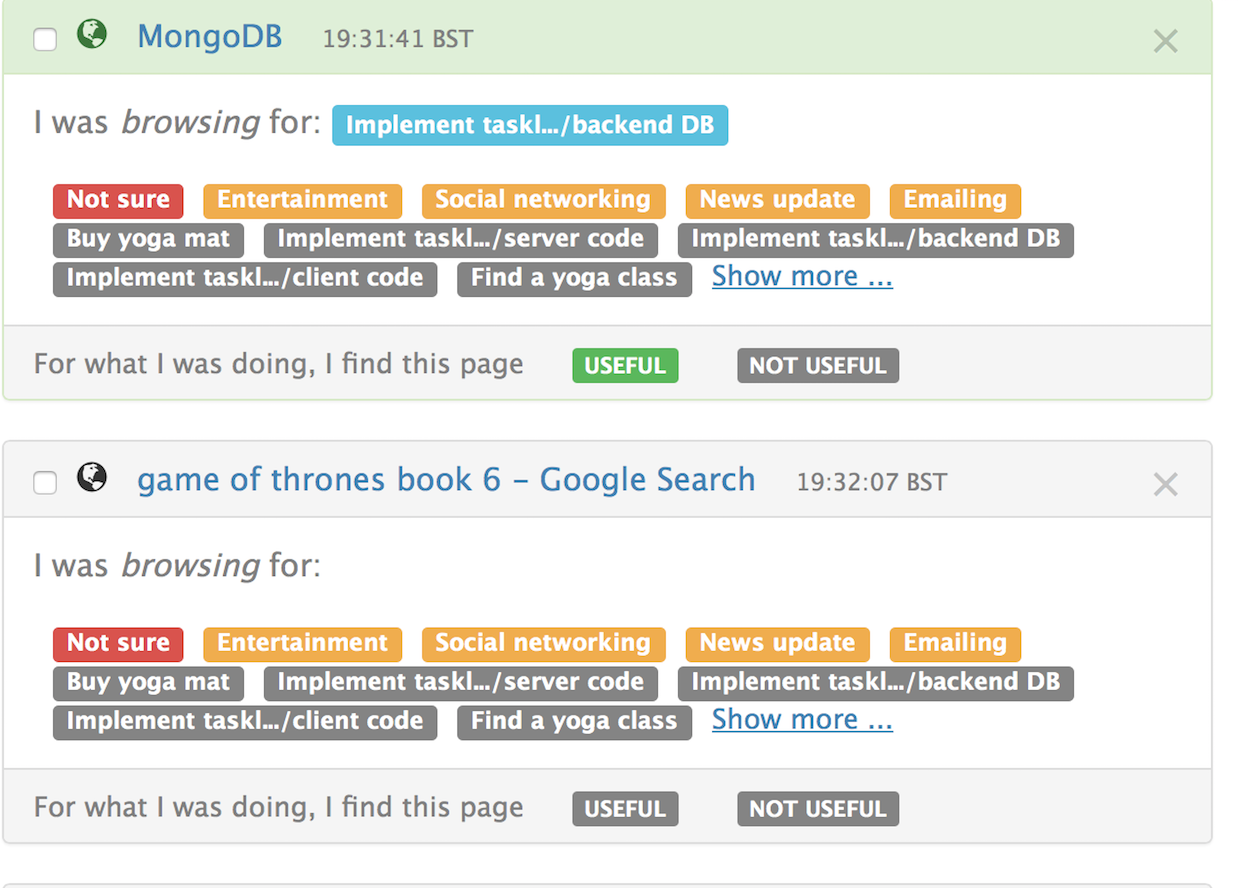 MongoDB 19:31:41 BST
I was browsing for: Implement taskl.../backend DB
Not sure Entertainment Social networking News update Emailing
Buy yoga mat Implement taskl.../server code Implement taskl.../backend DB
Implement taskl.../client code Find a yoga class Show more ...
For what I was doing, I find this page USEFUL NOT USEFUL
game of thrones book 6 – Google Search 19:32:07 BST
I was browsing for:
Not sure Entertainment Social networking News update Emailing
Buy yoga mat Implement taskl.../server code Implement taskl.../backend DB
Implement taskl.../client code Find a yoga class Show more ...
For what I was doing, I find this page USEFUL NOT USEFUL